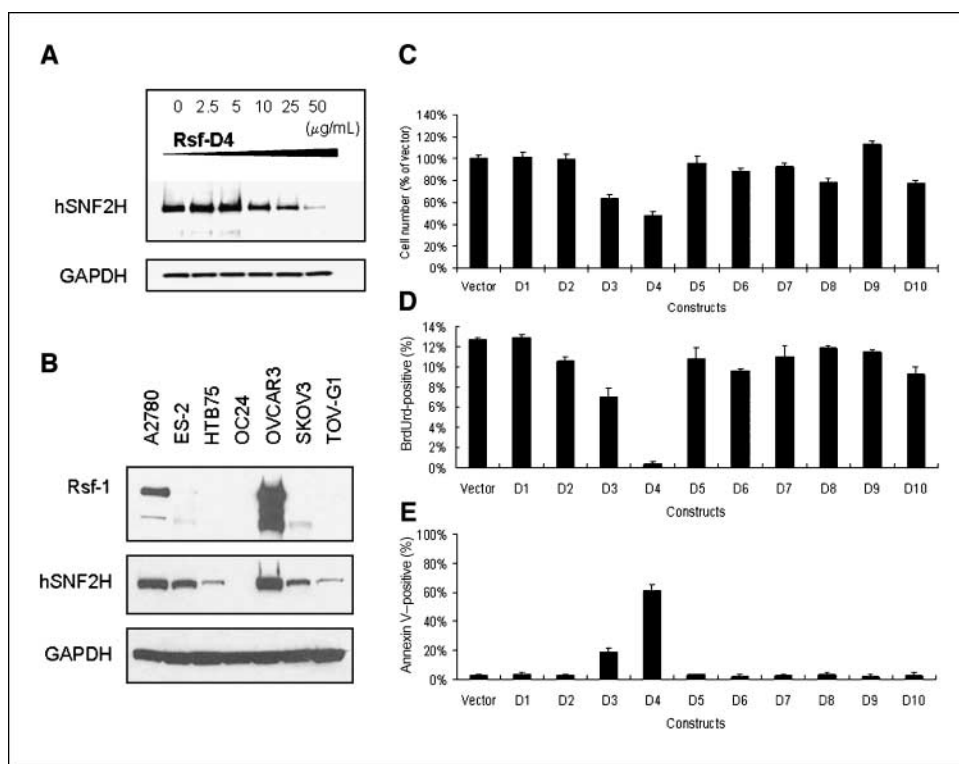 A
0 2.5 5 10 25 50
(μg/mL)
Rsf-D4
hSNF2H
GAPDH
B
A2780
ES-2
HTB75
OC24
OVCAR3
SKOV3
TOV-G1
Rsf-1
hSNF2H
GAPDH
C
Cell number (% of vector)
140%
120%
100%
80%
60%
40%
20%
0%
Vector D1 D2 D3 D4 D5 D6 D7 D8 D9 D10
Constructs
D
BrdUrd-positive (%)
14%
12%
10%
8%
6%
4%
2%
0%
Vector D1 D2 D3 D4 D5 D6 D7 D8 D9 D10
Constructs
E
Annexin V–positive (%)
100%
80%
60%
40%
20%
0%
Vector D1 D2 D3 D4 D5 D6 D7 D8 D9 D10
Constructs